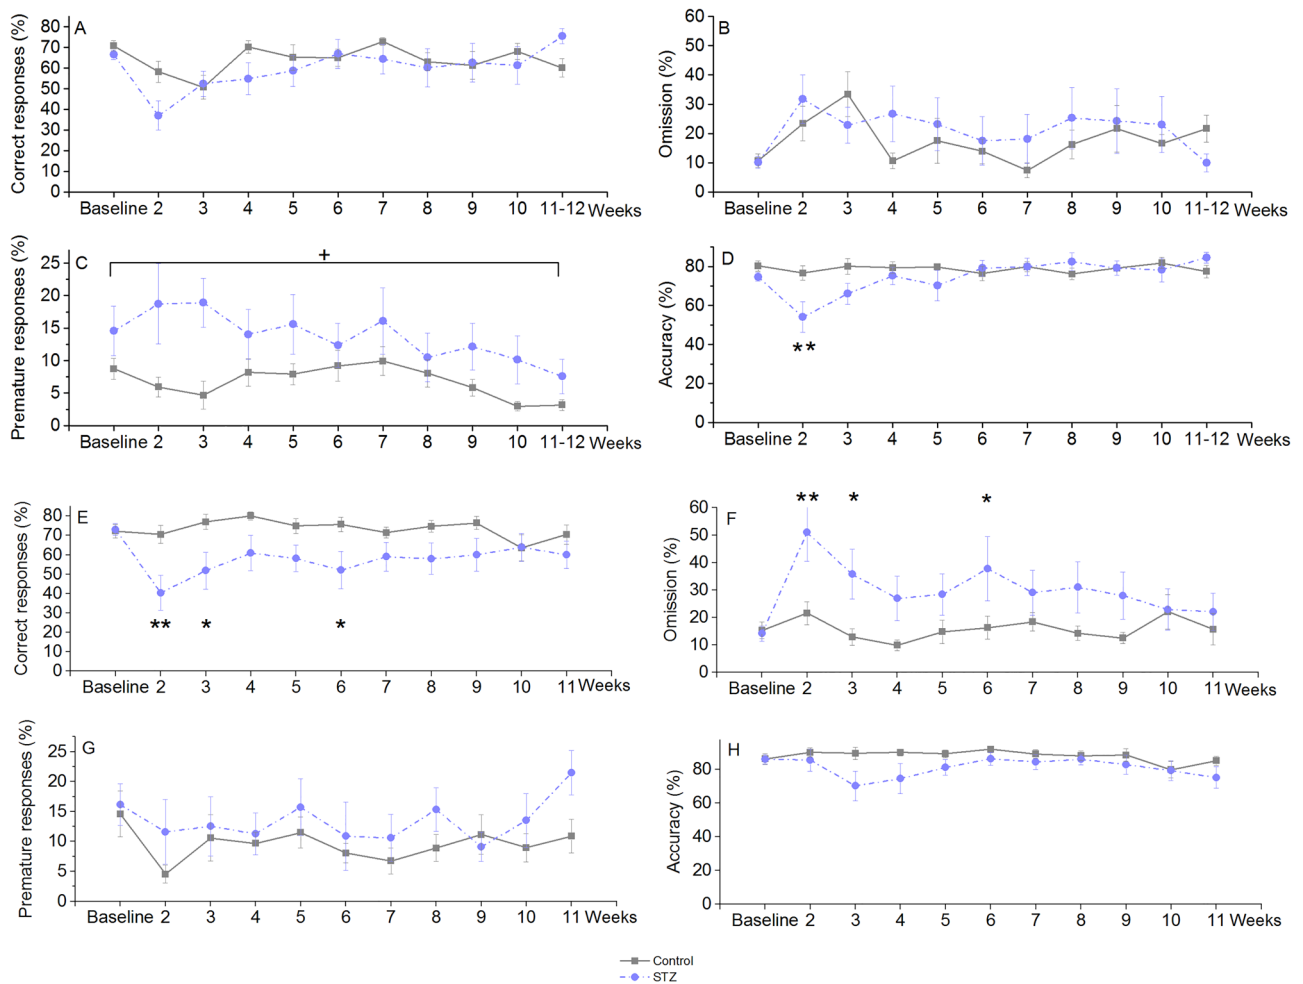 A
Correct responses (%)
80
70
60
50
40
30
20
10
0
Baseline 2 3 4 5 6 7 8 9 10 11-12 Weeks
B
Omission (%)
60
50
40
30
20
10
0
Baseline 2 3 4 5 6 7 8 9 10 11-12 Weeks
C
+
Premature responses (%)
25
20
15
10
5
0
Baseline 2 3 4 5 6 7 8 9 10 11-12 Weeks
D
Accuracy (%)
80
60
40
20
0
**
Baseline 2 3 4 5 6 7 8 9 10 11-12 Weeks
E
Correct responses (%)
80
70
60
50
40
30
20
10
0
** * *
Baseline 2 3 4 5 6 7 8 9 10 11 Weeks
F
** * *
Omission (%)
60
50
40
30
20
10
0
Baseline 2 3 4 5 6 7 8 9 10 11 Weeks
G
Premature responses (%)
25
20
15
10
5
0
Baseline 2 3 4 5 6 7 8 9 10 11 Weeks
H
Accuracy (%)
80
60
40
20
0
Baseline 2 3 4 5 6 7 8 9 10 11 Weeks
Control
STZ